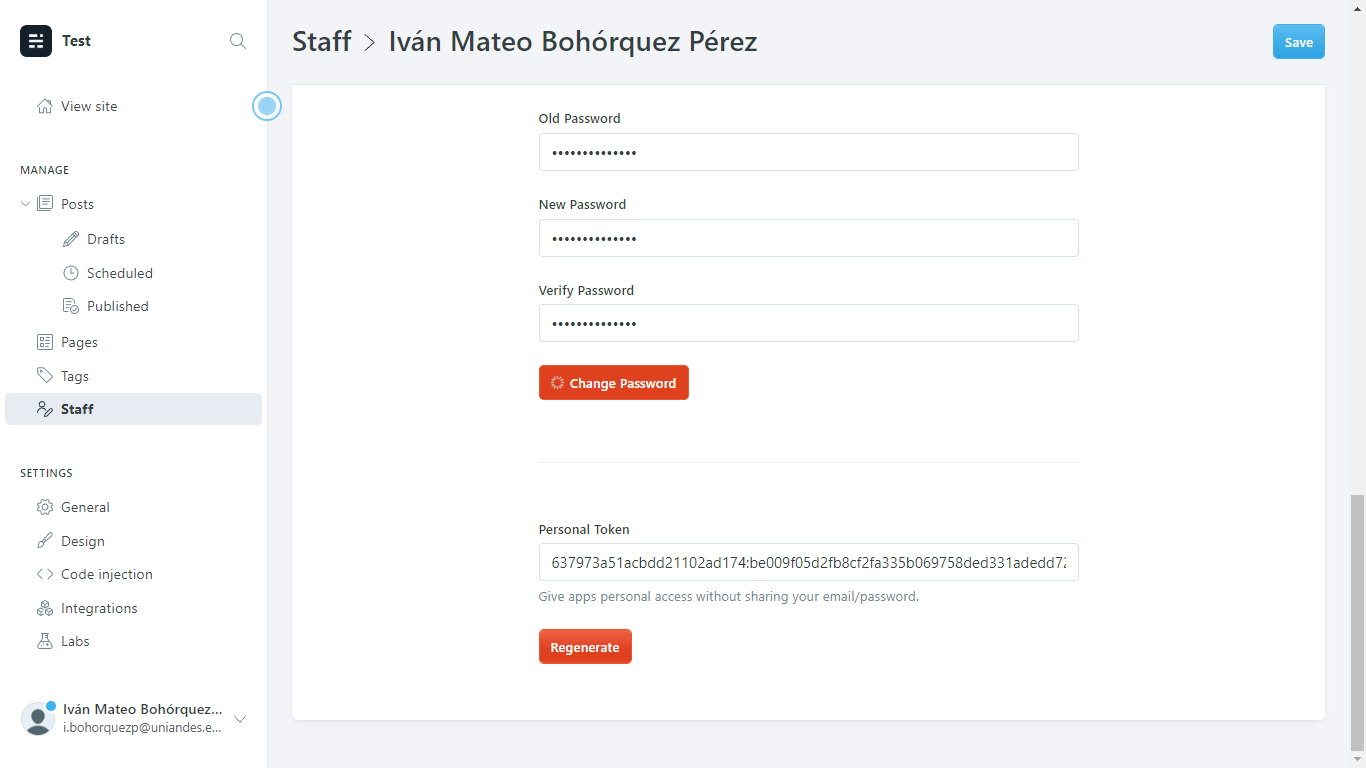 Test
Staff > Iván Mateo Bohórquez Pérez
Save
View site
MANAGE
Posts
Drafts
Scheduled
Published
Pages
Tags
Staff
SETTINGS
General
Design
Code injection
Integrations
Labs
Iván Mateo Bohórquez...
i.bohorquezp@uniandes.e...
Old Password
••••••••••••••
New Password
••••••••••••••
Verify Password
••••••••••••••
Change Password
Personal Token
637973a51acbdd21102ad174:be009f05d2fb8cf2fa335b069758ded331adedd72
Give apps personal access without sharing your email/password.
Regenerate